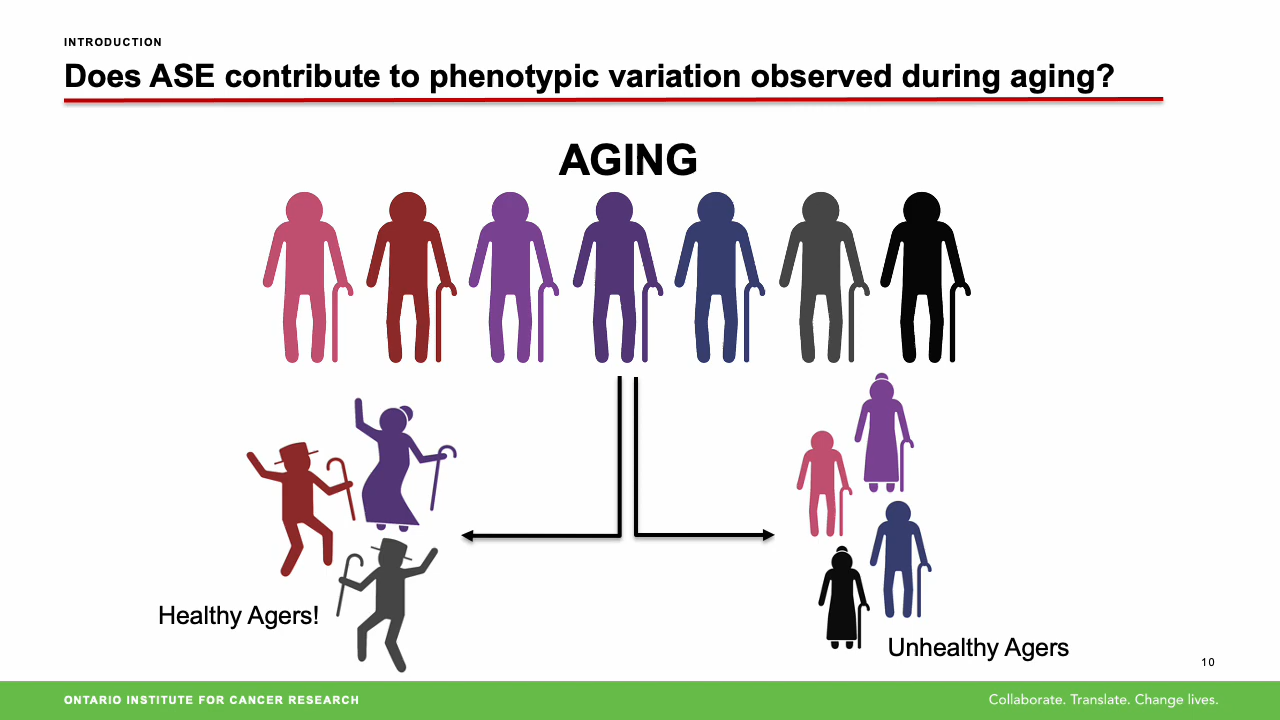 INTRODUCTION
Does ASE contribute to phenotypic variation observed during aging?
AGING
Healthy Agers!
Unhealthy Agers
10
ONTARIO INSTITUTE FOR CANCER RESEARCH
Collaborate. Translate. Change lives.